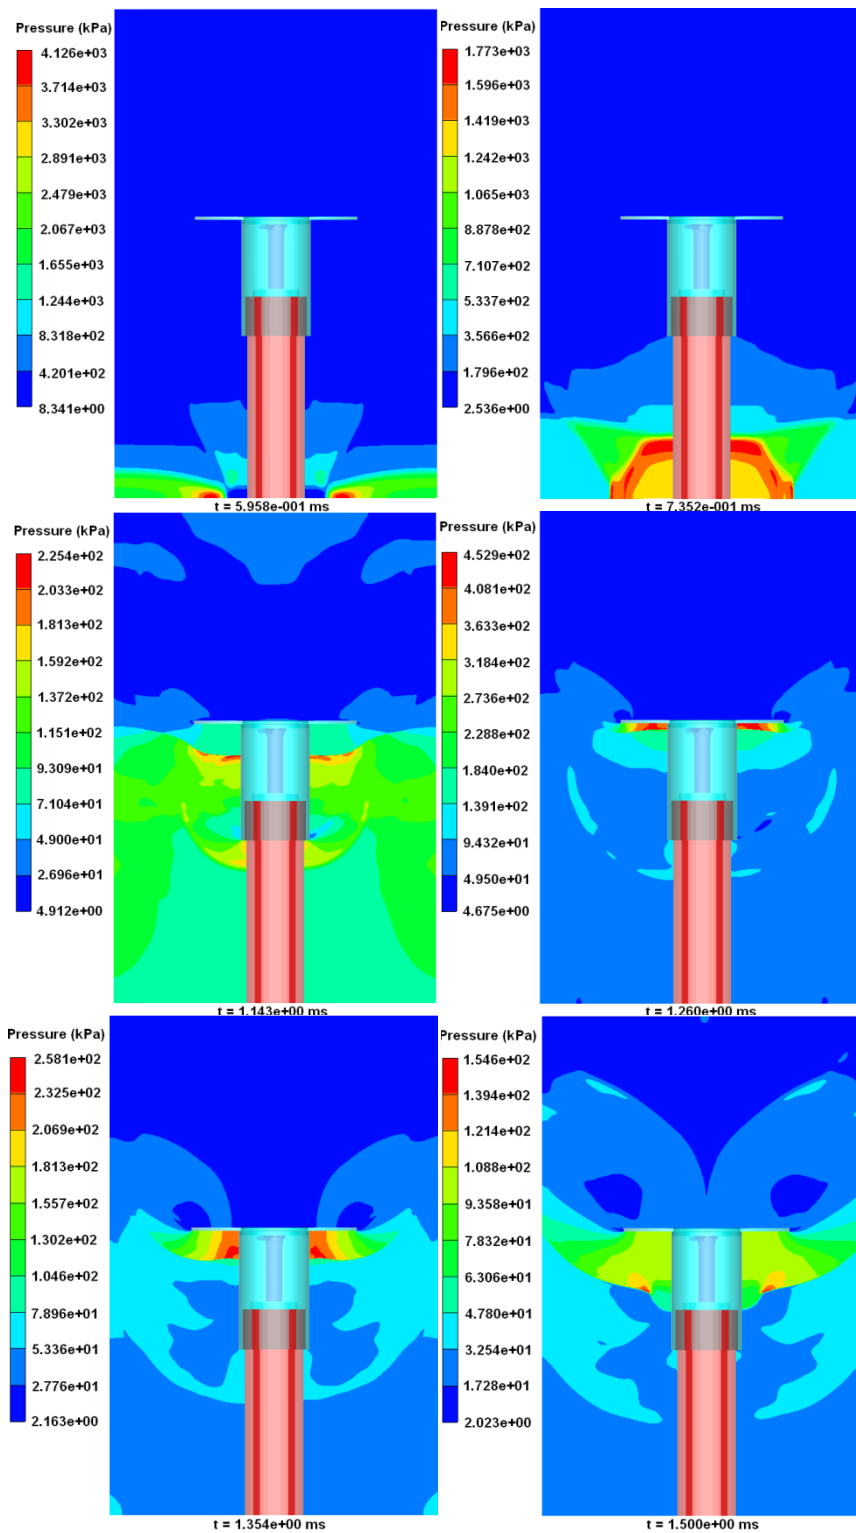 Pressure (kPa)
4.126e+03
3.714e+03
3.302e+03
2.891e+03
2.479e+03
2.067e+03
1.655e+03
1.244e+03
8.318e+02
4.201e+02
8.341e+00
t = 5.958e-001 ms
Pressure (kPa)
1.773e+03
1.596e+03
1.419e+03
1.242e+03
1.065e+03
8.878e+02
7.107e+02
5.337e+02
3.566e+02
1.796e+02
2.536e+00
t = 7.352e-001 ms
Pressure (kPa)
2.254e+02
2.033e+02
1.813e+02
1.592e+02
1.372e+02
1.151e+02
9.309e+01
7.104e+01
4.900e+01
2.696e+01
4.912e+00
t = 1.143e+00 ms
Pressure (kPa)
4.529e+02
4.081e+02
3.633e+02
3.184e+02
2.736e+02
2.288e+02
1.840e+02
1.391e+02
9.432e+01
4.950e+01
4.675e+00
t = 1.260e+00 ms
Pressure (kPa)
2.581e+02
2.325e+02
2.069e+02
1.813e+02
1.557e+02
1.302e+02
1.046e+02
7.896e+01
5.336e+01
2.776e+01
2.163e+00
t = 1.354e+00 ms
Pressure (kPa)
1.546e+02
1.394e+02
1.214e+02
1.088e+02
9.358e+01
7.832e+01
6.306e+01
4.780e+01
3.254e+01
1.728e+01
2.023e+00
t = 1.500e+00 ms